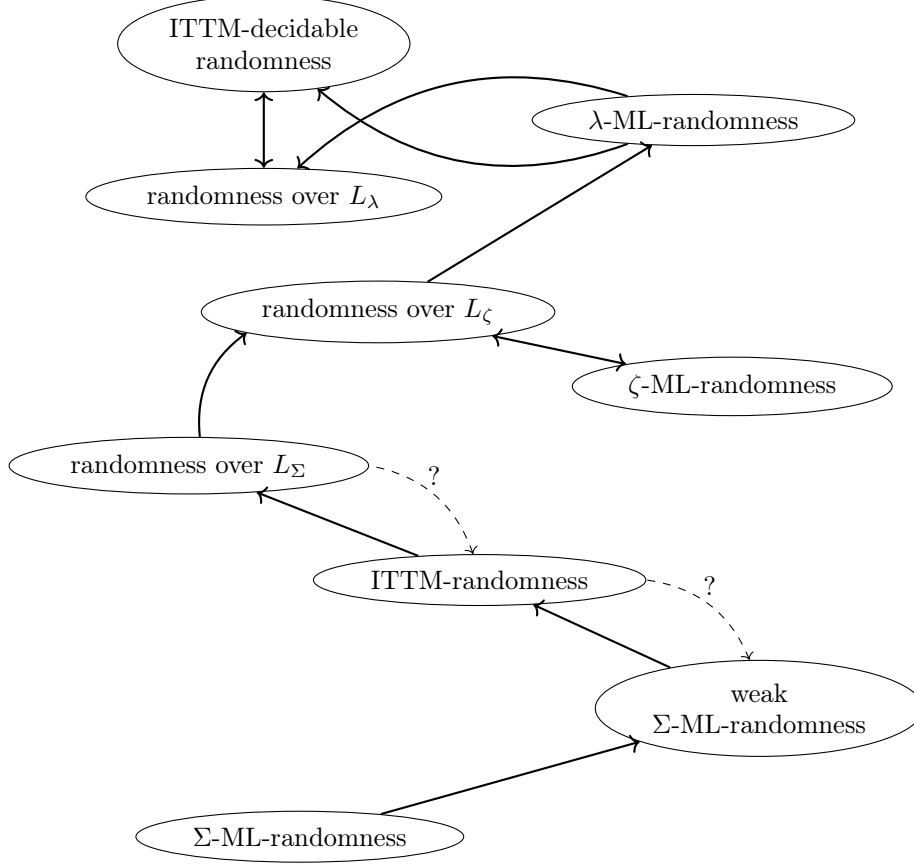 ITTM-decidable
randomness
λ-ML-randomness
randomness over L_λ
randomness over L_ζ
ζ-ML-randomness
randomness over L_Σ
?
ITTM-randomness
?
weak
Σ-ML-randomness
Σ-ML-randomness